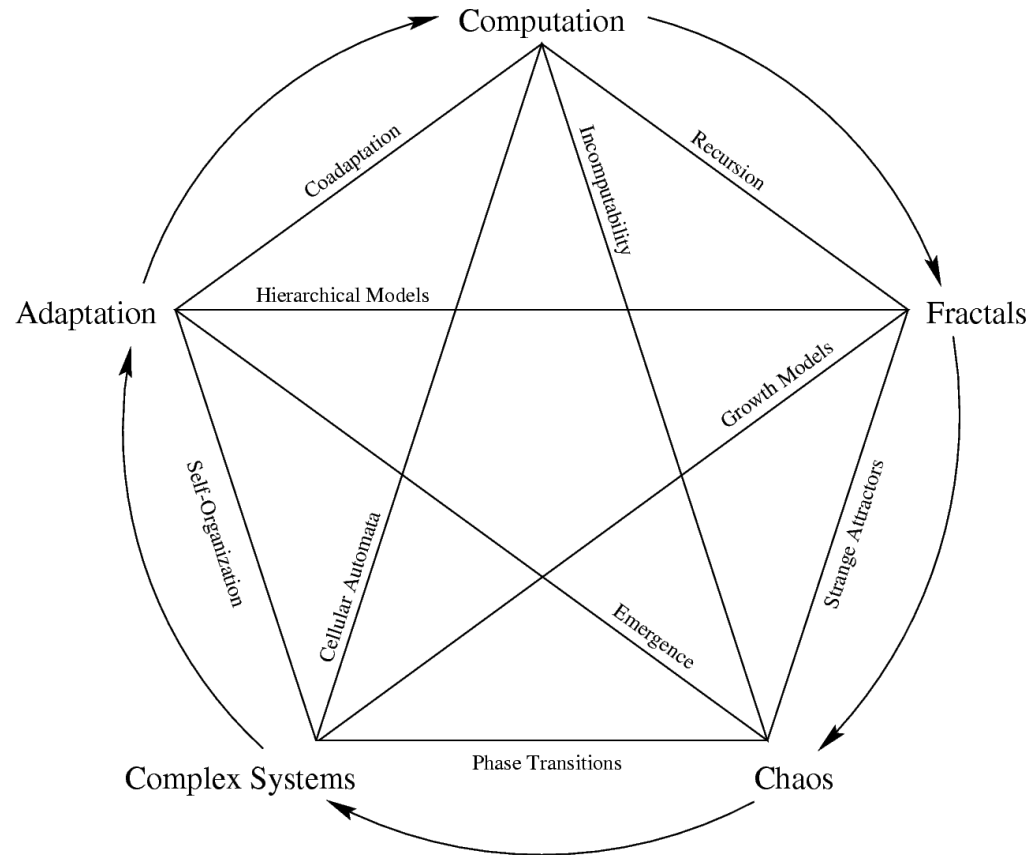 Computation
Coadaptation
Incomputability
Recursion
Adaptation
Hierarchical Models
Fractals
Growth Models
Self-Organization
Cellular Automata
Emergence
Strange Attractors
Phase Transitions
Complex Systems
Chaos